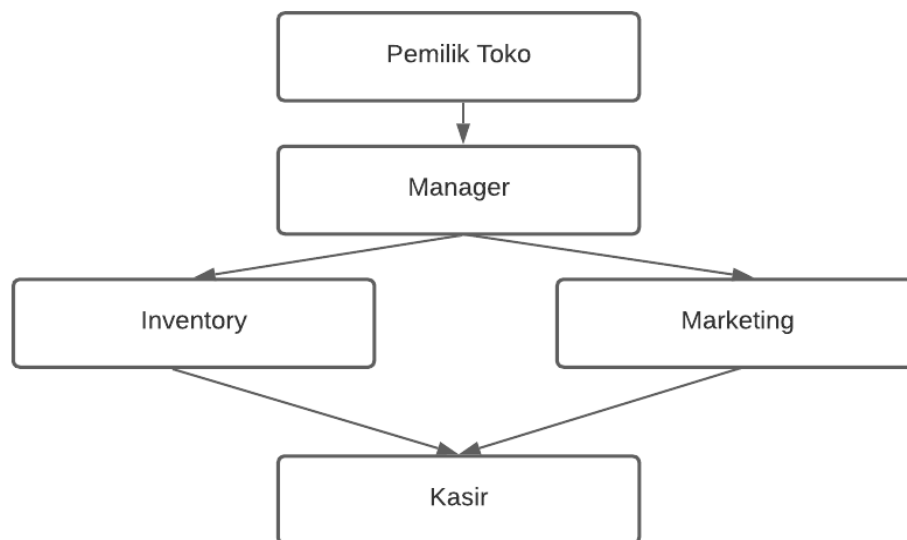 Pemilik Toko
Manager
Inventory
Marketing
Kasir